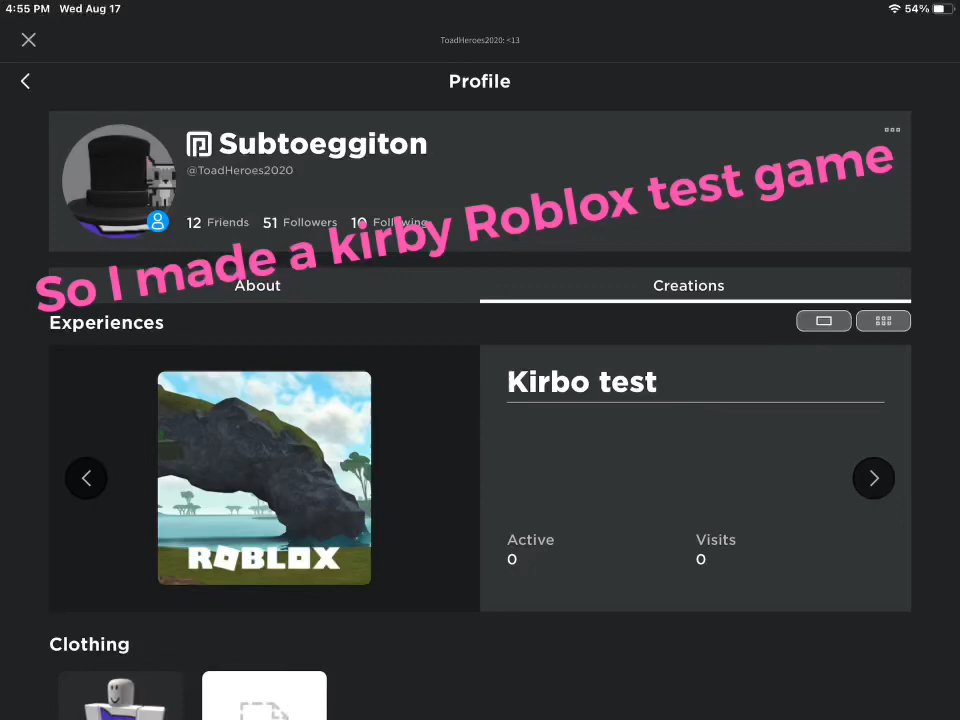 4:55 PM Wed Aug 17
54%
ToadHeroes2020: <13
Profile
Subtoeggiton
@ToadHeroes2020
12 Friends 51 Followers 10 Following
So I made a kirby Roblox test game
About Creations
Experiences
Kirbo test
Active Visits
0 0
ROBLOX
Clothing